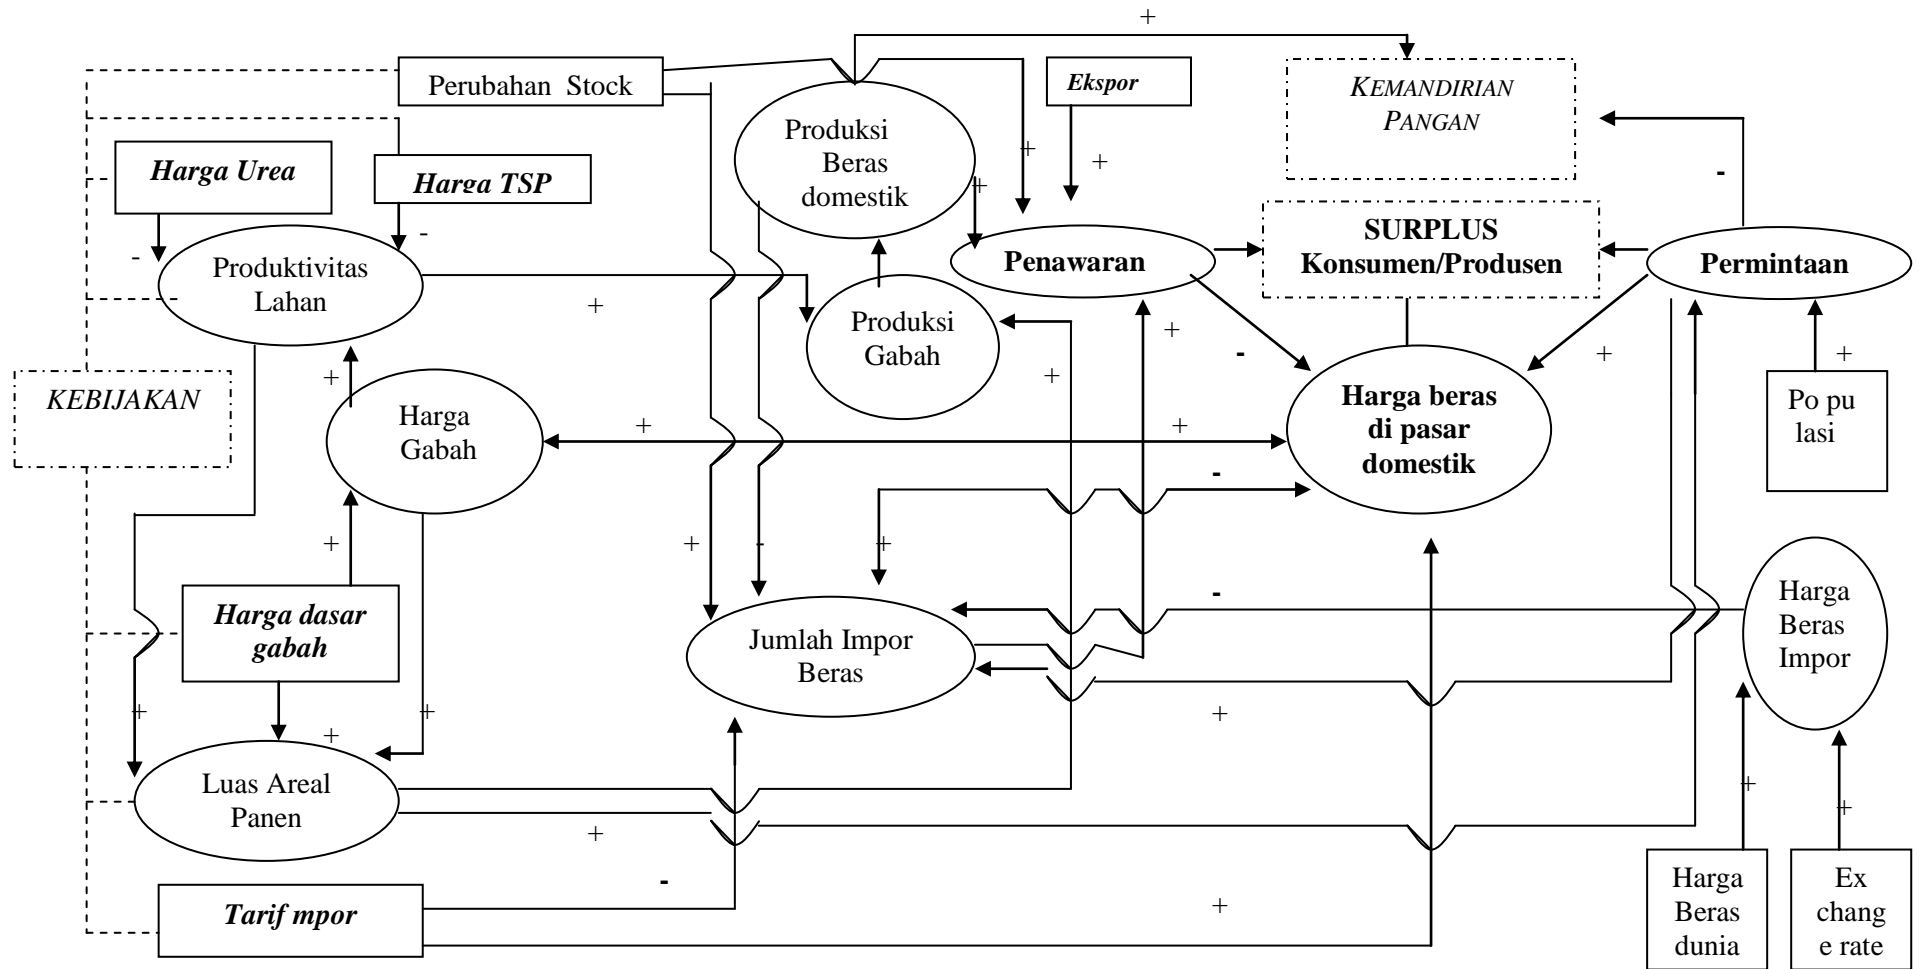 +
Perubahan Stock
Ekspor
KEMANDIRIAN
PANGAN
Produksi
Beras
domestik
+
+
+
-
Harga Urea
Harga TSP
-
-
Produktivitas
Lahan
Penawaran
SURPLUS
Konsumen/Produsen
Permintaan
+
Produksi
Gabah
+
-
+
+
Po pu
lasi
KEBIJAKAN
+
Harga
Gabah
+
Harga beras
di pasar
domestik
+
+
-
+
+
-
+
Harga dasar
gabah
Jumlah Impor
Beras
-
Harga
Beras
Impor
+
+
+
+
Luas Areal
Panen
+
+
+
-
Tarif mpor
+
Harga
Beras
dunia
Ex
chang
e rate